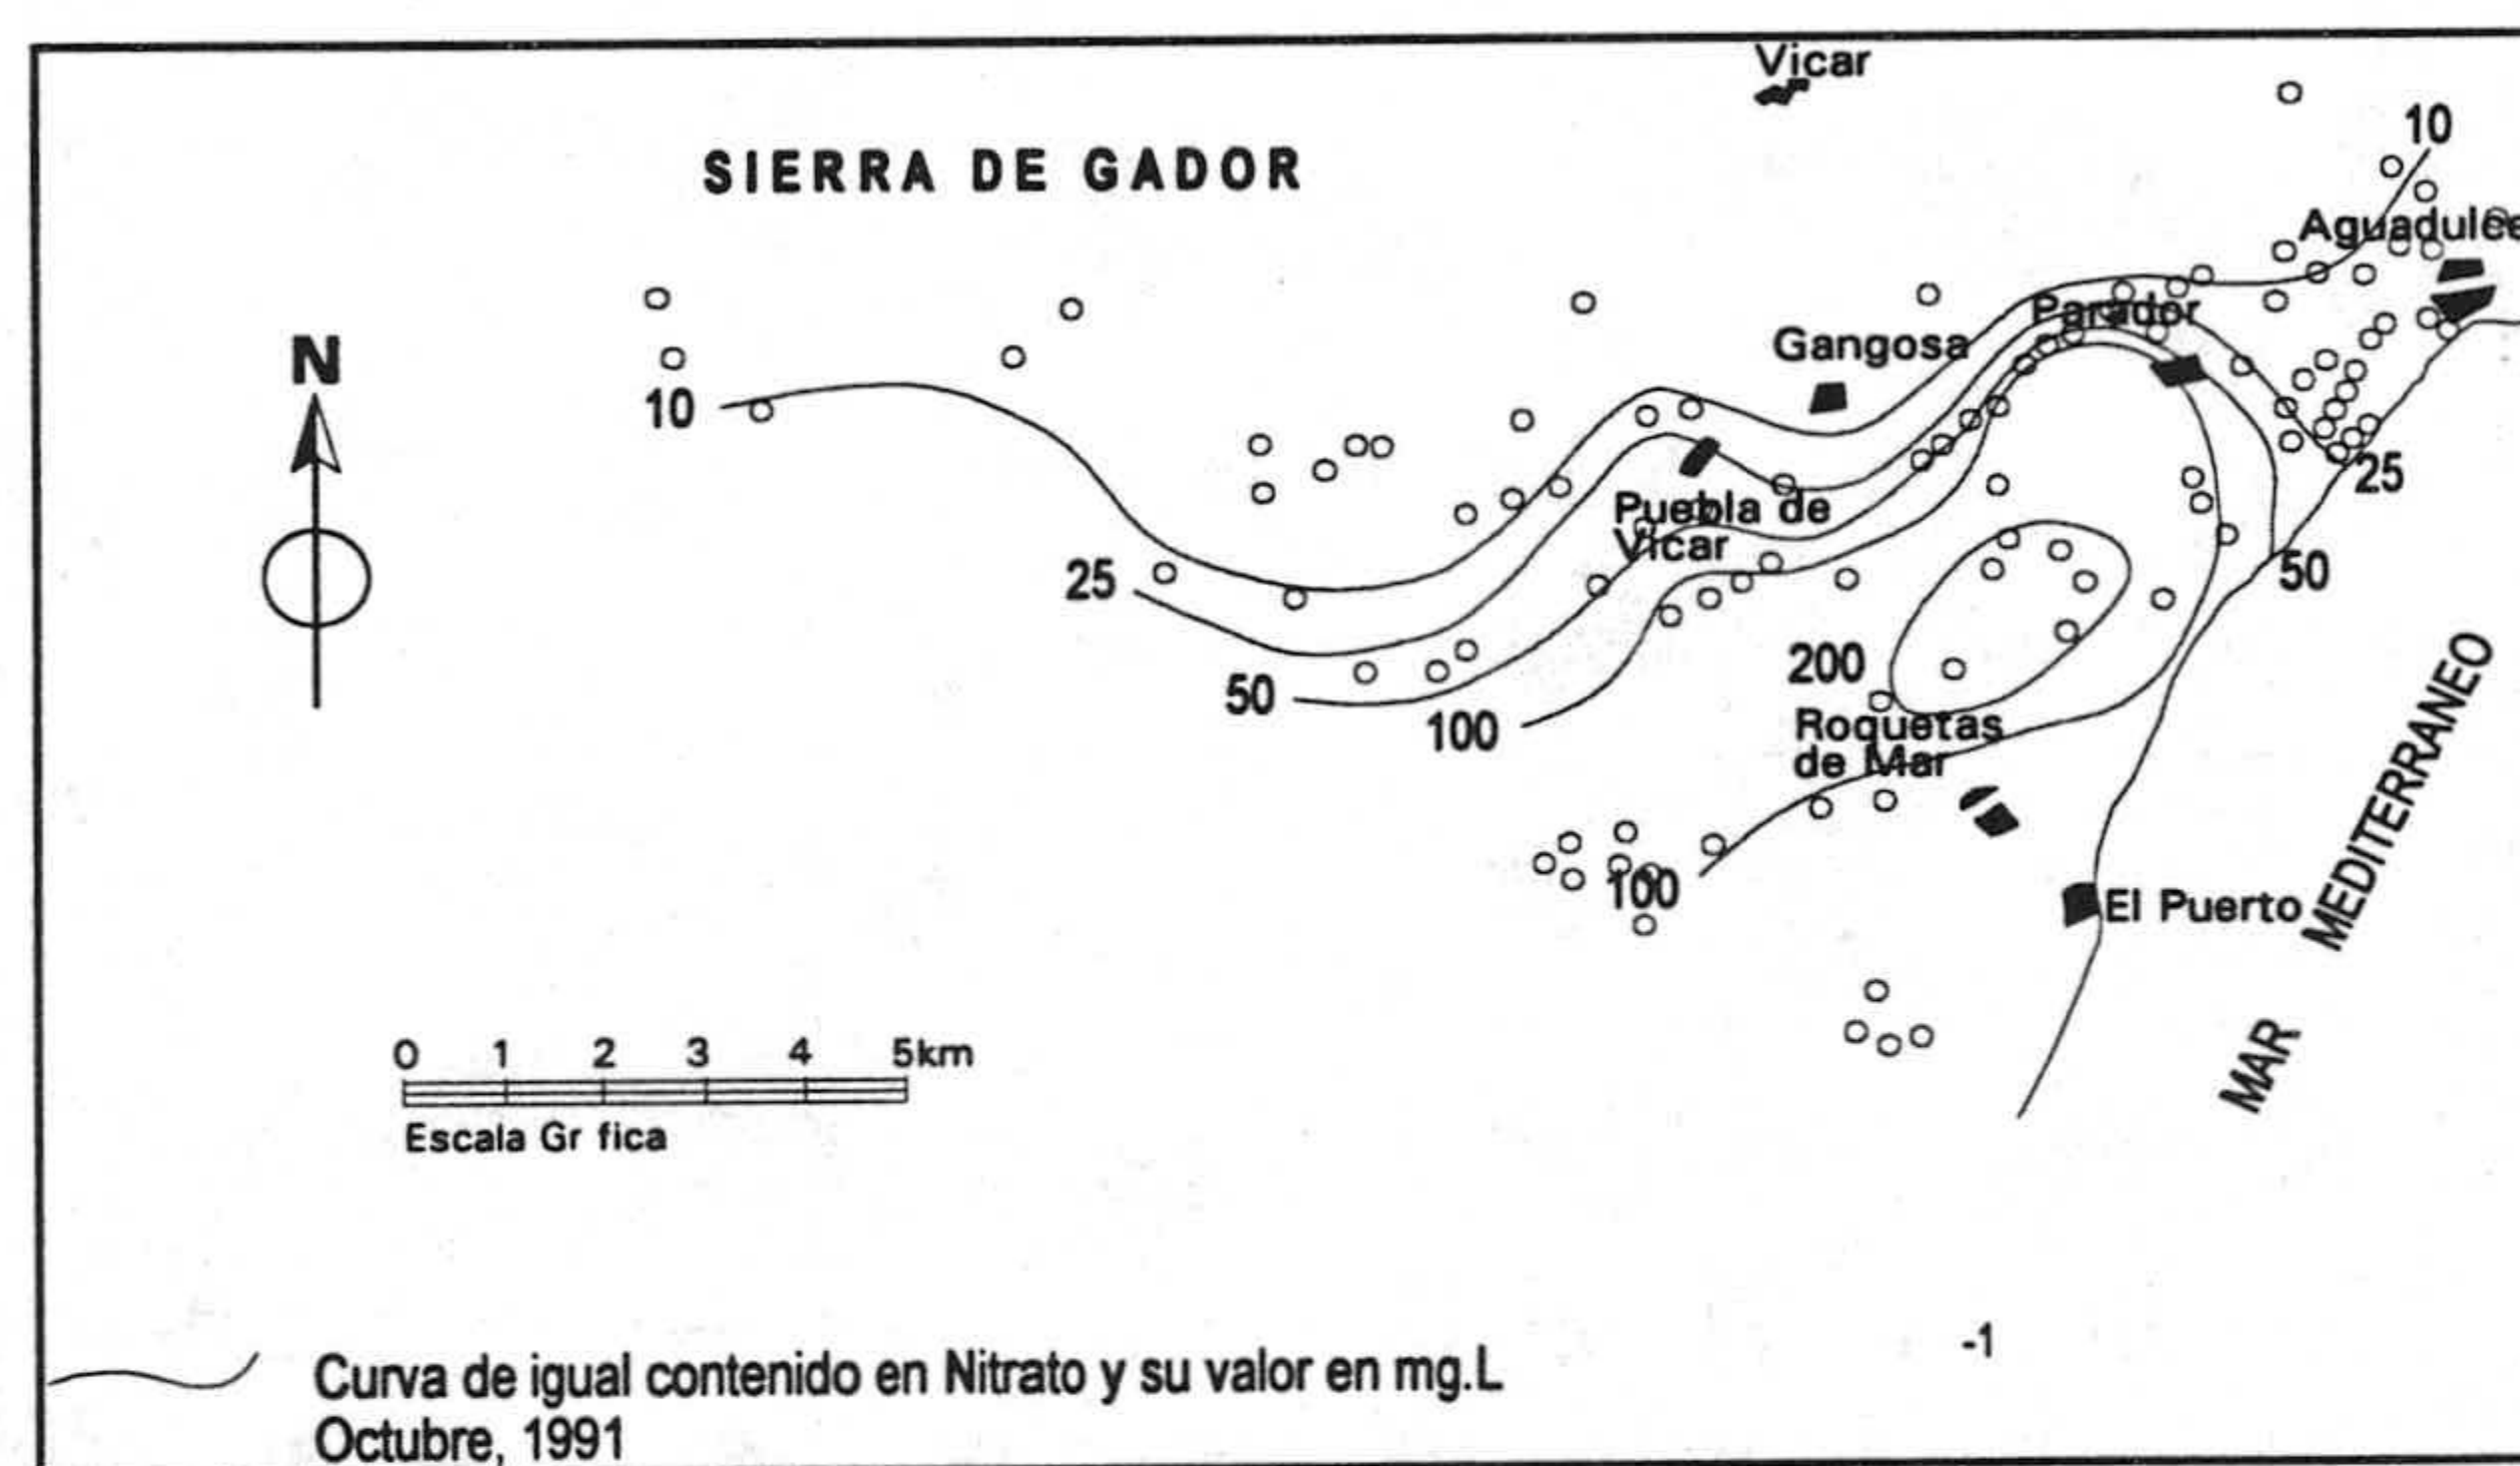 Vicar
10
SIERRA DE GADOR
Aguadulce
Parador
N
Gangosa
10
25
Puebla de
Vicar
25
50
50
200
100
Roquetas
de Mar
100
El Puerto
MAR MEDITERRANEO
0 1 2 3 4 5km
Escala Gr fica
-1
Curva de igual contenido en Nitrato y su valor en mg.L
Octubre, 1991